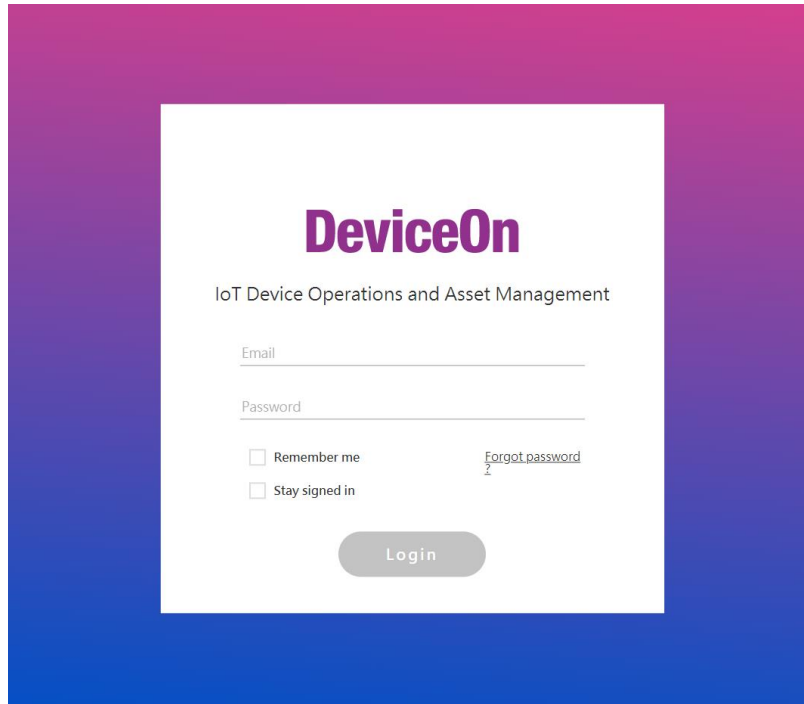 DeviceOn
IoT Device Operations and Asset Management
Email
Password
Remember me
Forgot password
?
Stay signed in
Login